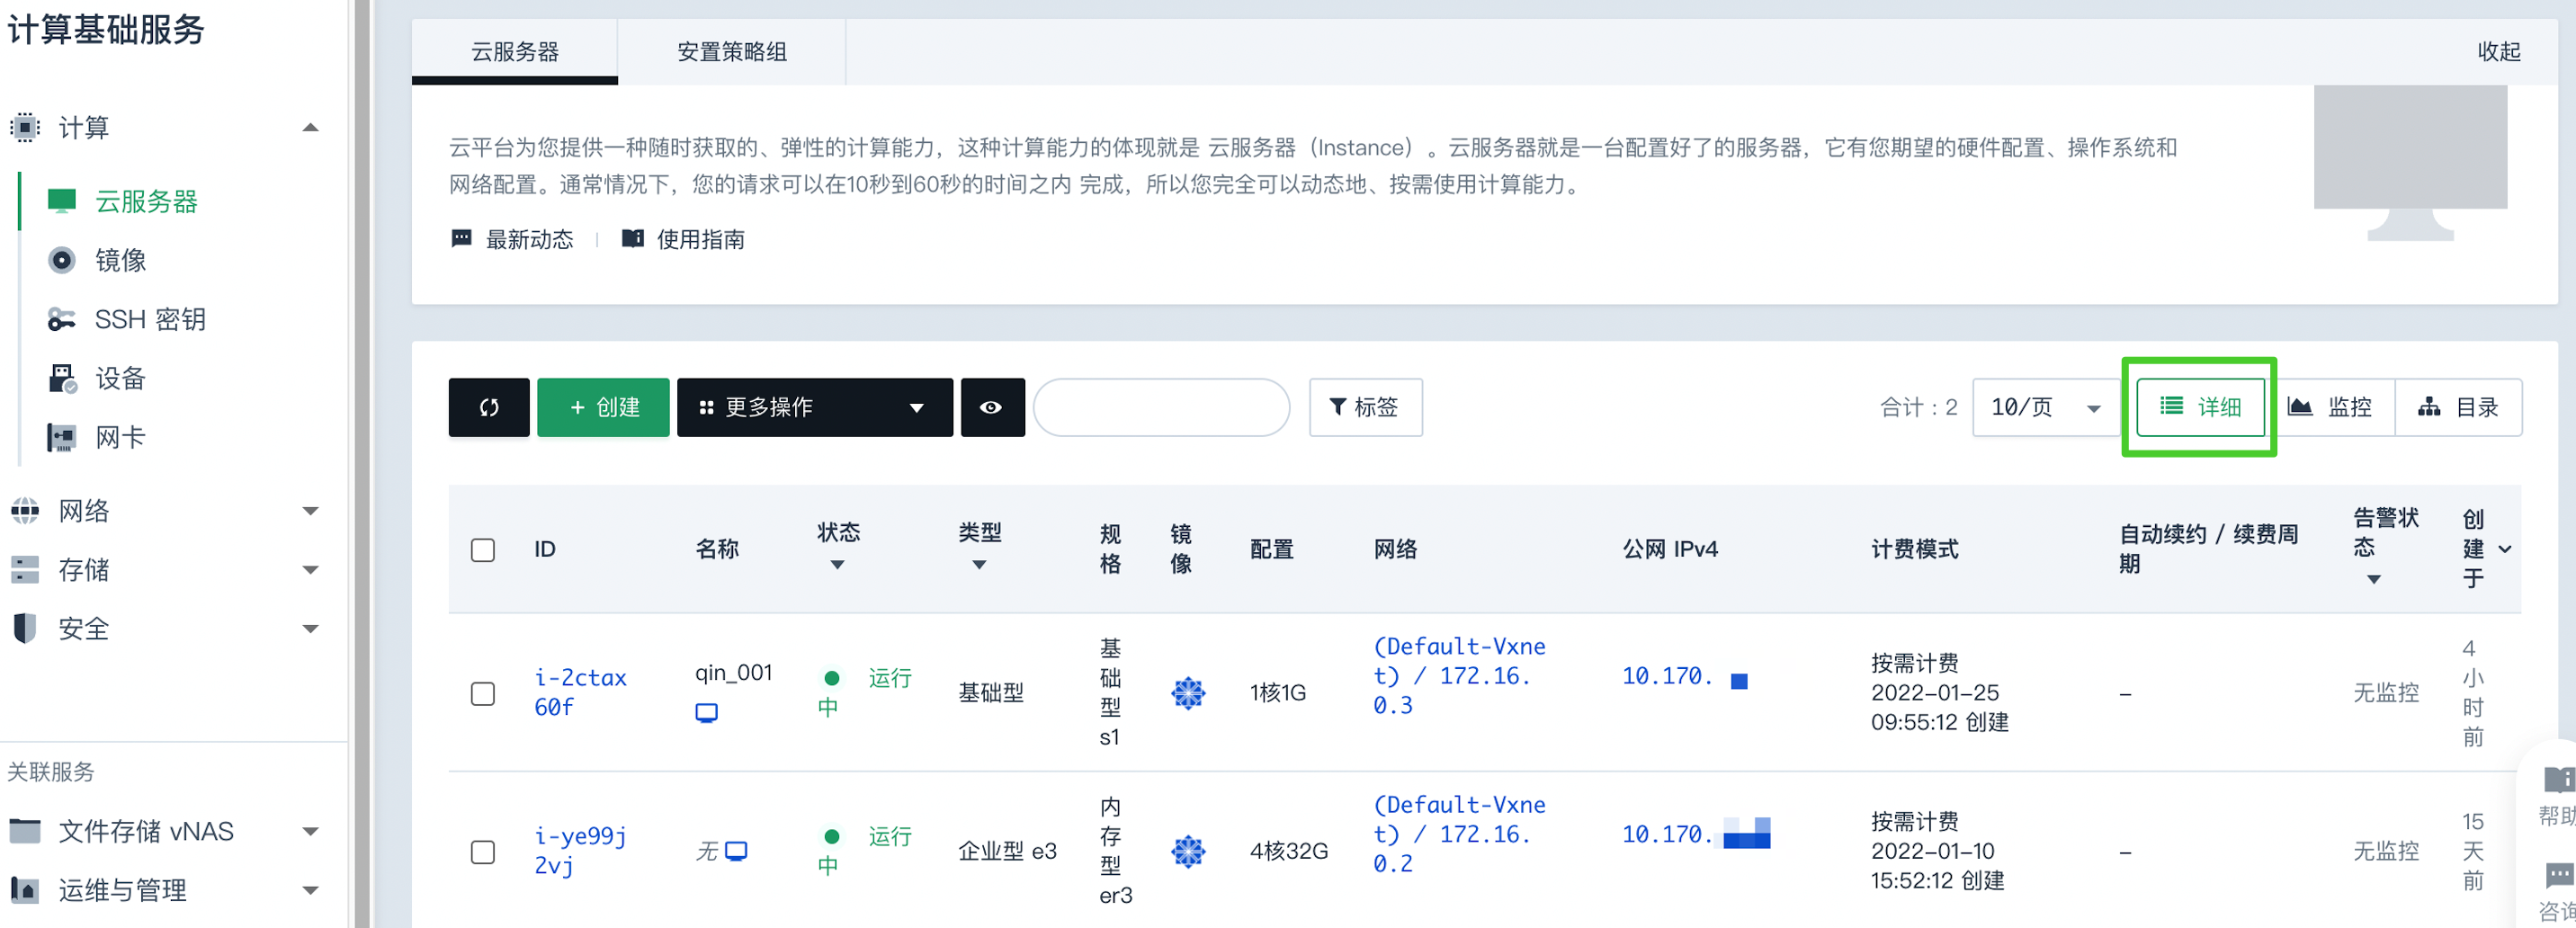 计算基础服务
计算
云服务器
镜像
SSH 密钥
设备
网卡
网络
存储
安全
关联服务
文件存储 vNAS
运维与管理
云服务器
安置策略组
收起
云平台为您提供一种随时获取的、弹性的计算能力，这种计算能力的体现就是 云服务器（Instance）。云服务器就是一台配置好了的服务器，它有您期望的硬件配置、操作系统和
网络配置。通常情况下，您的请求可以在10秒到60秒的时间之内 完成，所以您完全可以动态地、按需使用计算能力。
最新动态
使用指南
+ 创建
更多操作
标签
合计：2
10/页
详细
监控
目录
ID
名称
状态
类型
规
格
镜
像
配置
网络
公网 IPv4
计费模式
自动续约 / 续费周
期
告警状
态
创
建
于
i-2ctax
60f
qin_001
运行
中
基础型
基
础
型
s1
1核1G
(Default-Vxne
t) / 172.16.
0.3
10.170.
按需计费
2022-01-25
09:55:12 创建
–
无监控
4
小
时
前
i-ye99j
2vj
无
运行
中
企业型 e3
内
存
型
er3
4核32G
(Default-Vxne
t) / 172.16.
0.2
10.170.
按需计费
2022-01-10
15:52:12 创建
–
无监控
15
天
前
帮助
咨询